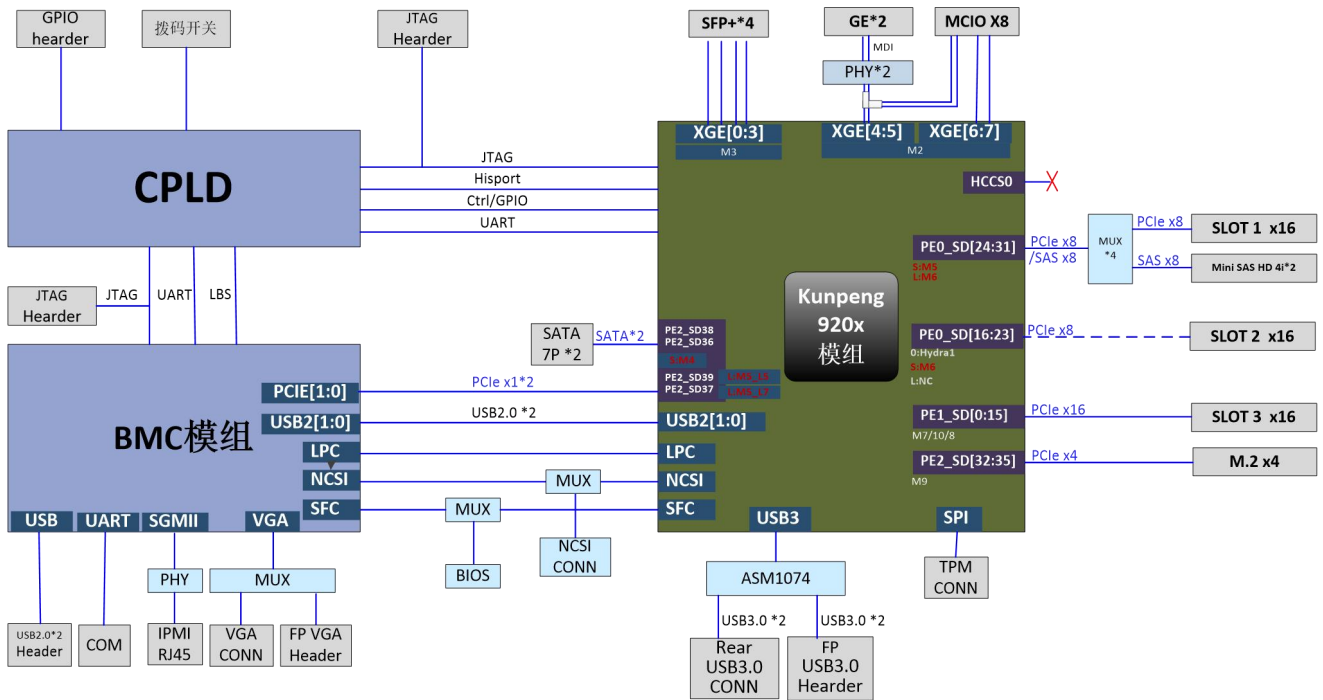 GPIO
hearder
拨码开关
JTAG
Hearder
SFP+*4
GE*2
MCIO X8
MDI
PHY*2
XGE[0:3]
M3
XGE[4:5]
XGE[6:7]
M2
CPLD
JTAG
Hisport
Ctrl/GPIO
UART
HCCS0
PE0_SD[24:31]
S:M5
L:M6
PCIe x8
/SAS x8
MUX
*4
PCIe x8
SAS x8
SLOT 1 x16
Mini SAS HD 4i*2
JTAG
Hearder
JTAG
UART
LBS
Kunpeng
920x
模组
SATA
7P *2
SATA*2
PE2_SD38
PE2_SD36
S:M4
PE2_SD39
PE2_SD37
L:M5_L5
L:M5_L7
PE0_SD[16:23]
0:Hydra1
S:M6
L:NC
PCIe x8
SLOT 2 x16
BMC模组
PCIE[1:0]
PCIe x1*2
USB2[1:0]
USB2.0 *2
USB2[1:0]
PE1_SD[0:15]
M7/10/8
PCIe x16
SLOT 3 x16
LPC
LPC
PE2_SD[32:35]
M9
PCIe x4
M.2 x4
NCSI
MUX
NCSI
SFC
MUX
SFC
USB
UART
SGMII
VGA
USB3
SPI
BIOS
NCSI
CONN
PHY
MUX
ASM1074
TPM
CONN
USB3.0 *2
USB3.0 *2
USB2.0*2
Header
COM
IPMI
RJ45
VGA
CONN
FP VGA
Header
Rear
USB3.0
CONN
FP
USB3.0
Hearder